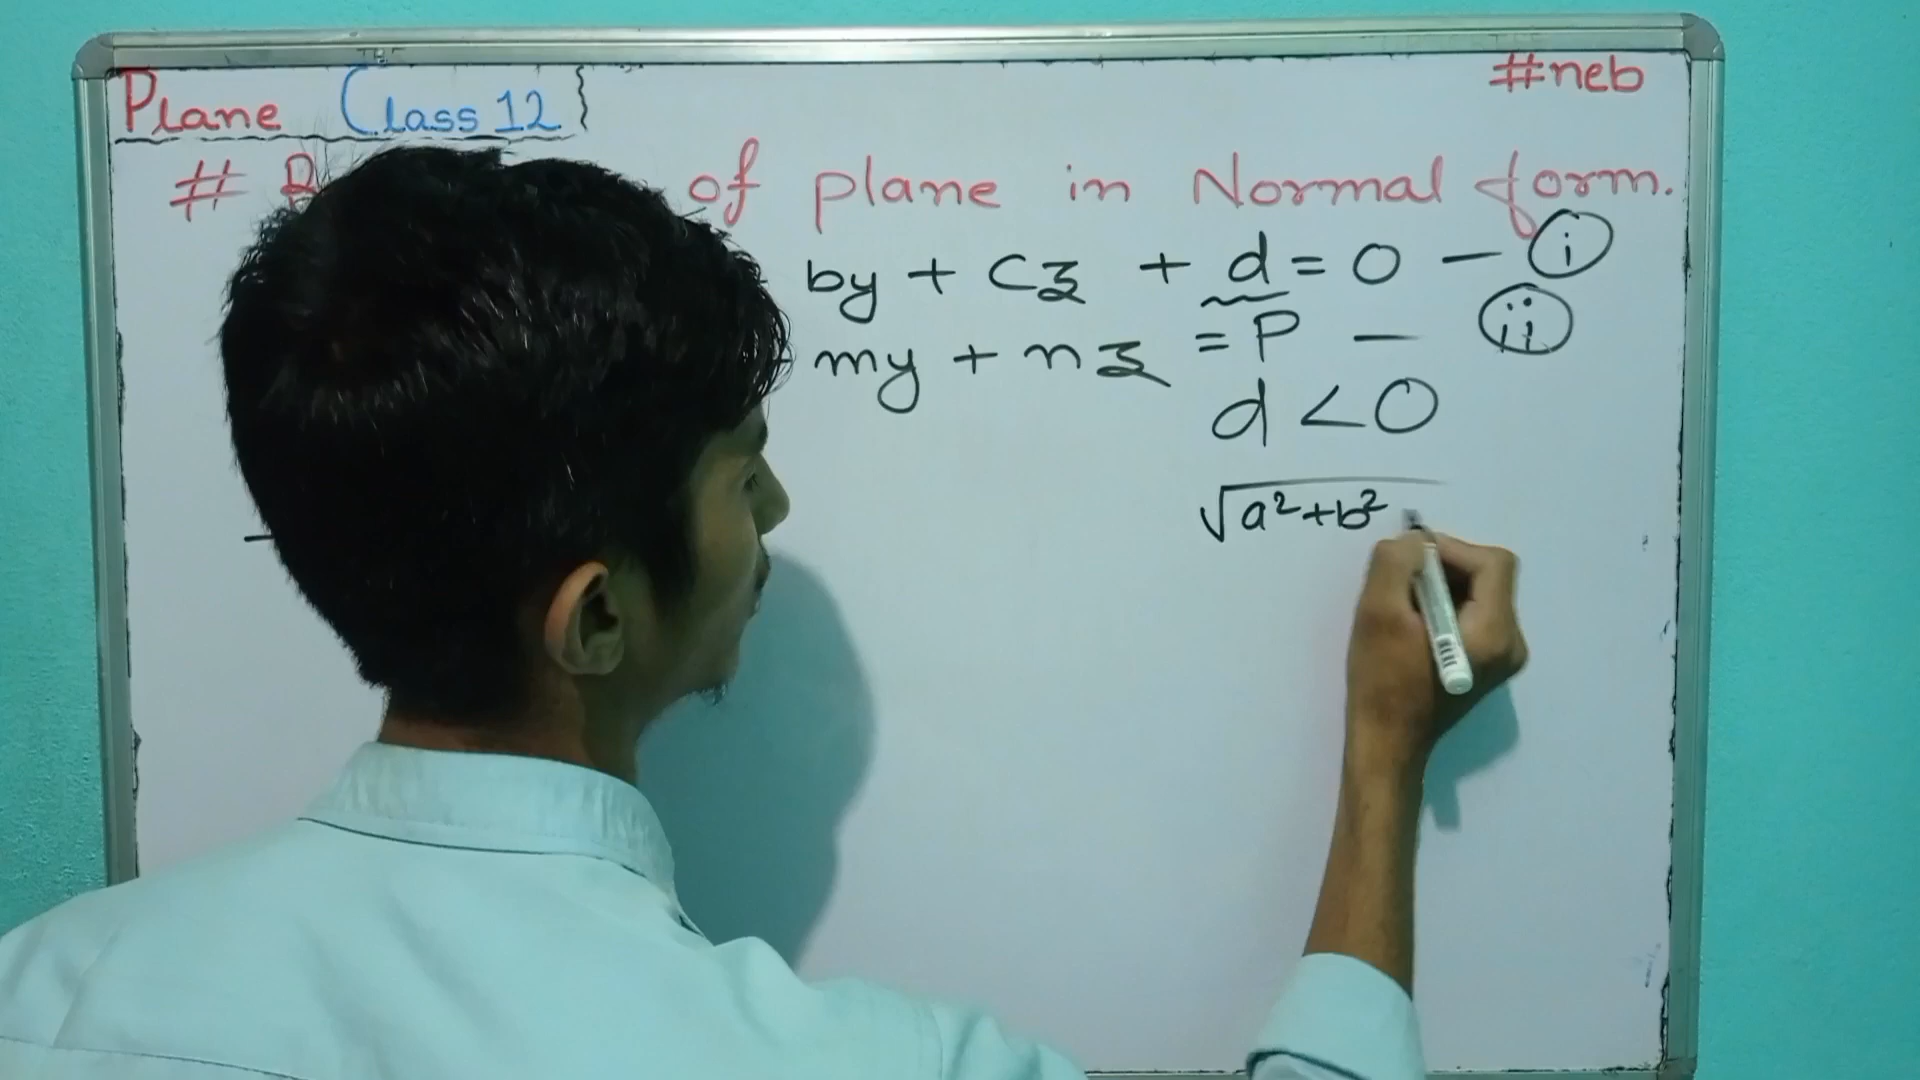 Plane Class 12
#neb
# of plane in Normal form.
by + cz + d = 0 — (i)
my + nz = P — (ii)
d < 0
√a²+b²